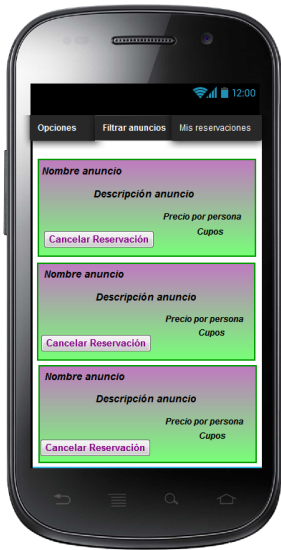 12:00
Opciones Filtrar anuncios Mis reservaciones
Nombre anuncio
Descripción anuncio
Precio por persona
Cupos
Cancelar Reservación
Nombre anuncio
Descripción anuncio
Precio por persona
Cupos
Cancelar Reservación
Nombre anuncio
Descripción anuncio
Precio por persona
Cupos
Cancelar Reservación